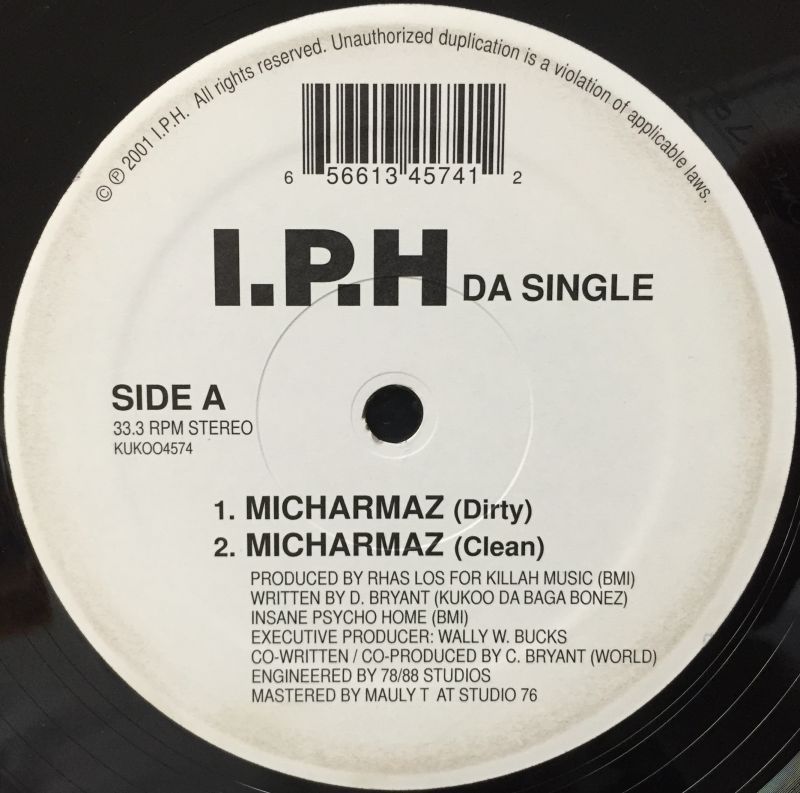 © ℗ 2001 I.P.H. All rights reserved. Unauthorized duplication is a violation of applicable laws.
6 56613 45741 2
I.P.H DA SINGLE
SIDE A
33.3 RPM STEREO
KUKOO4574
1. MICHARMAZ (Dirty)
2. MICHARMAZ (Clean)
PRODUCED BY RHAS LOS FOR KILLAH MUSIC (BMI)
WRITTEN BY D. BRYANT (KUKOO DA BAGA BONEZ)
INSANE PSYCHO HOME (BMI)
EXECUTIVE PRODUCER: WALLY W. BUCKS
CO-WRITTEN / CO-PRODUCED BY C. BRYANT (WORLD)
ENGINEERED BY 78/88 STUDIOS
MASTERED BY MAULY T AT STUDIO 76